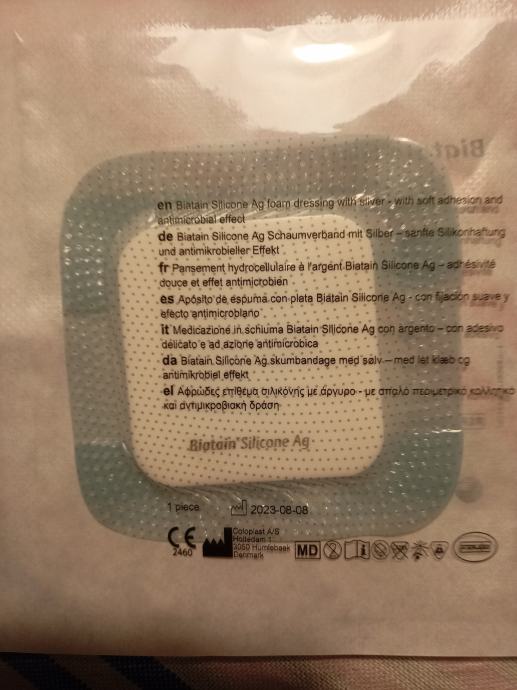 en Biatain Silicone Ag foam dressing with silver - with soft adhesion and
antimicrobial effect
de Biatain Silicone Ag Schaumverband mit Silber – sanfte Silikonhaftung
und antimikrobieller Effekt
fr Pansement hydrocellulaire à l'argent Biatain Silicone Ag – adhésivité
douce et effet antimicrobien
es Apósito de espuma con plata Biatain Silicone Ag - con fijación suave y
efecto antimicrobiano
it Medicazione in schiuma Biatain Silicone Ag con argento – con adesivo
delicato e ad azione antimicrobica
da Biatain Silicone Ag skumbandage med sølv – med let klæb og
antimikrobiel effekt
el Αφρώδες επίθεμα σιλικόνης με άργυρο - με απαλό περιμετρικό κολλητικό
και αντιμικροβιακή δράση
Biatain Silicone Ag
1 piece 2023-08-08
CE
2460
Coloplast A/S
Holtedam 1
3050 Humlebaek
Denmark
MD